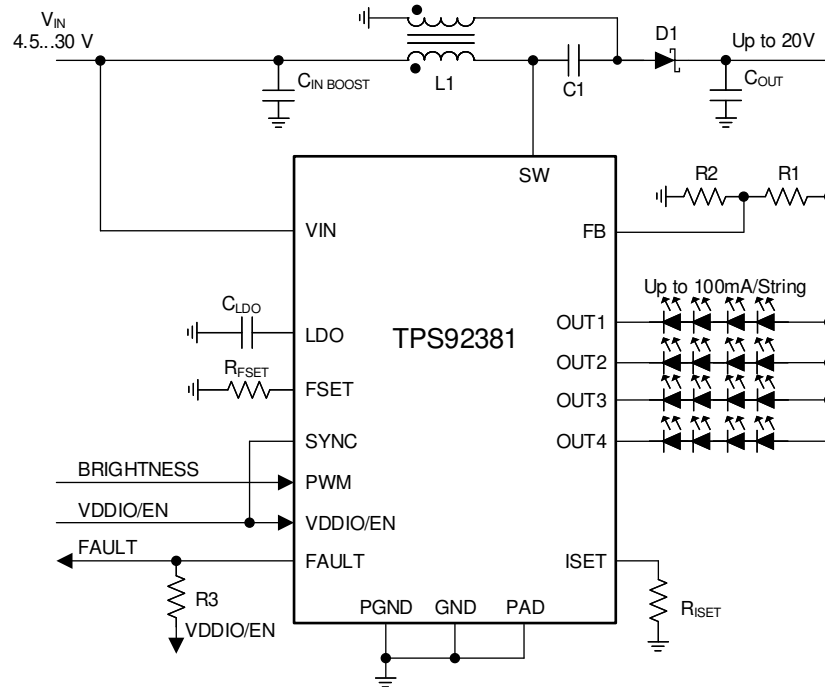 VIN
4.5...30 V
D1
Up to 20V
CIN BOOST
L1
C1
COUT
SW
R2
R1
VIN
FB
CLDO
Up to 100mA/String
LDO
TPS92381
OUT1
RFSET
OUT2
FSET
OUT3
SYNC
OUT4
BRIGHTNESS
PWM
VDDIO/EN
VDDIO/EN
FAULT
FAULT
ISET
R3
PGND
GND
PAD
RISET
VDDIO/EN